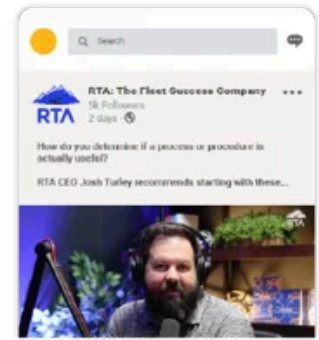 Search
RTA: The Fleet Success Company
RTA
5k Followers
2 days
How do you determine if a process or procedure is
actually useful?
RTA CEO Josh Turley recommends starting with these...
RTA